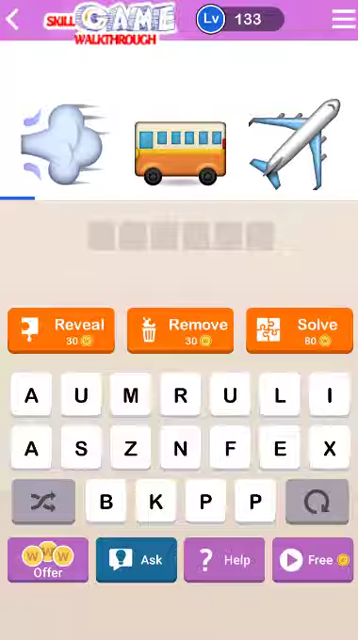 SKILL GAME Lv 133
WALKTHROUGH
Reveal Remove Solve
30 30 80
A U M R U L I
A S Z N F E X
B K P P
W W W
Offer Ask ? Help Free